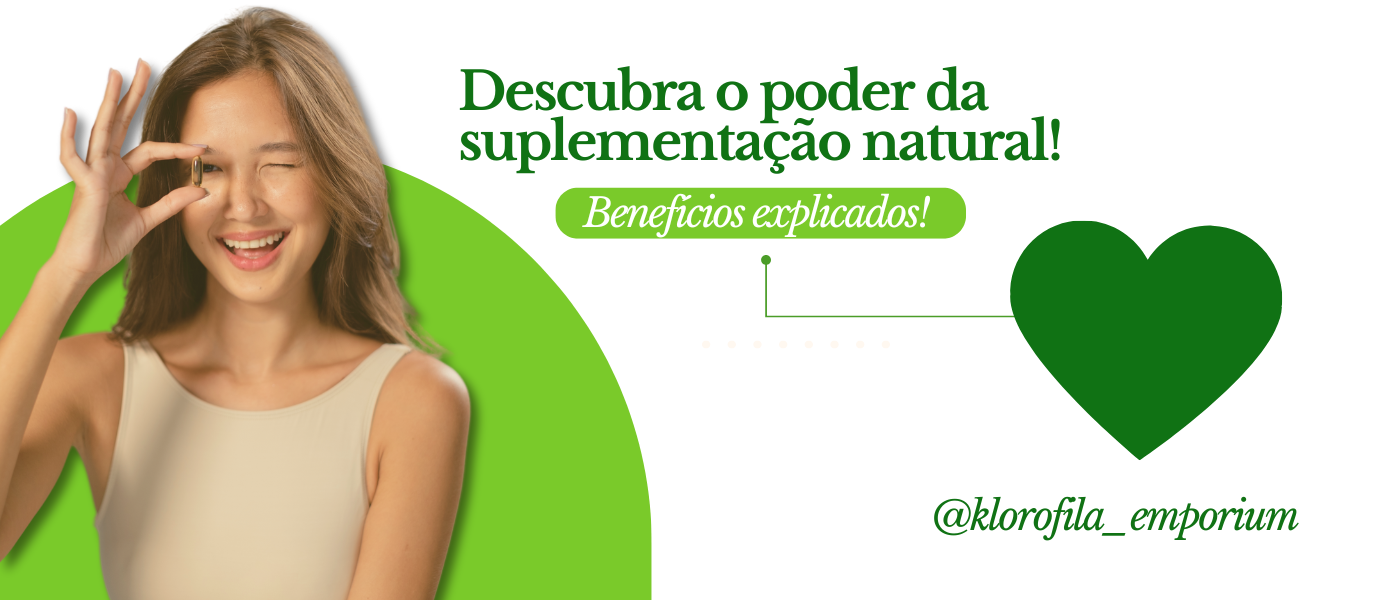 Descubra o poder da
suplementação natural!
Benefícios explicados!
@klorofila_emporium